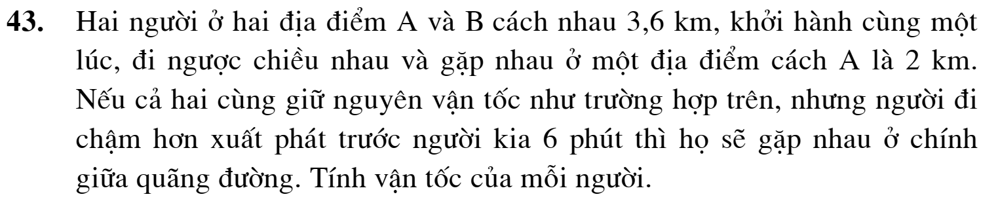 43. Hai người ở hai địa điểm A và B cách nhau 3,6 km, khởi hành cùng một
lúc, đi ngược chiều nhau và gặp nhau ở một địa điểm cách A là 2 km.
Nếu cả hai cùng giữ nguyên vận tốc như trường hợp trên, nhưng người đi
chậm hơn xuất phát trước người kia 6 phút thì họ sẽ gặp nhau ở chính
giữa quãng đường. Tính vận tốc của mỗi người.